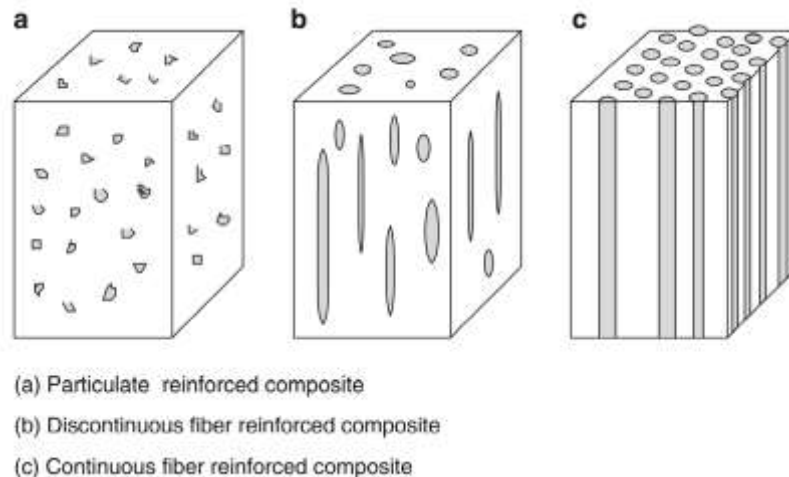 a
b
c
(a) Particulate reinforced composite
(b) Discontinuous fiber reinforced composite
(c) Continuous fiber reinforced composite